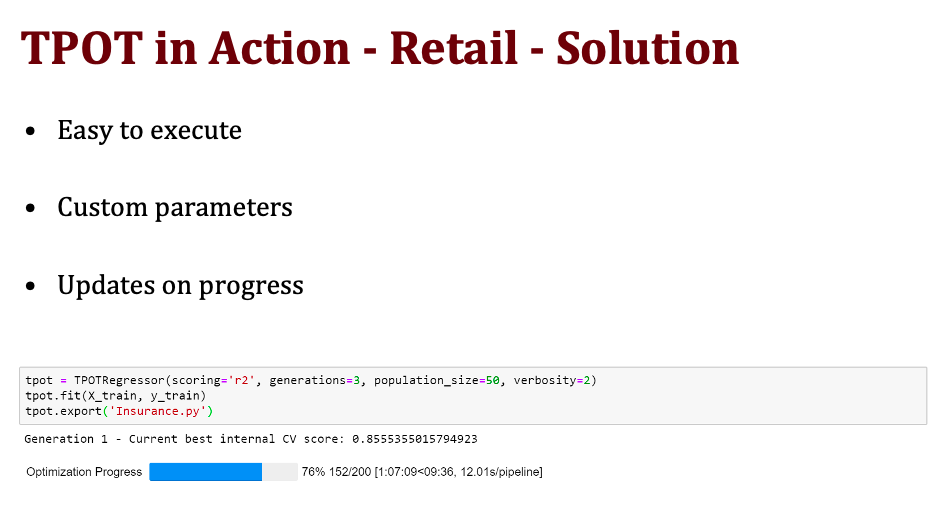 TPOT in Action - Retail - Solution
• Easy to execute
• Custom parameters
• Updates on progress
tpot = TPOTRegressor(scoring='r2', generations=3, population_size=50, verbosity=2)
tpot.fit(X_train, y_train)
tpot.export('Insurance.py')
Generation 1 - Current best internal CV score: 0.8555355015794923
Optimization Progress 76% 152/200 [1:07:09<09:36, 12.01s/pipeline]